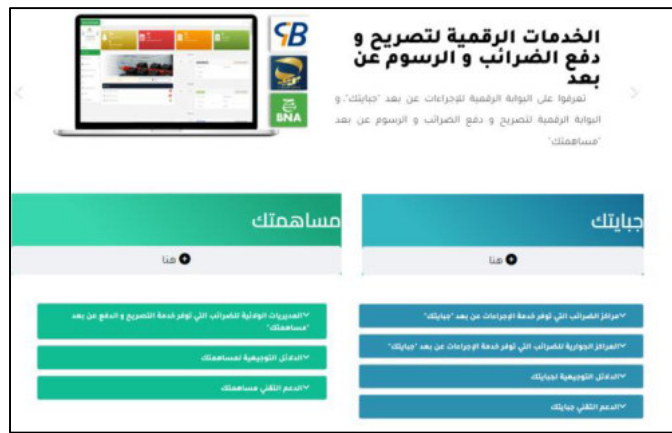 الخدمات الرقمية لتصريح و
دفع الضرائب و الرسوم عن
بعد
تعرفوا على البوابة الرقمية للإجراءات عن بعد "جبايتك"، و
البوابة الرقمية لتصريح و دفع الضرائب و الرسوم عن بعد
"مساهمتك"
BNA
جبايتك
هنا
مراكز الضرائب التي توفر خدمة الإجراءات عن بعد "جبايتك"
المراكز الجوارية للضرائب التي توفر خدمة الإجراءات عن بعد "جبايتك"
الدلائل التوجيهية لجبايتك
الدعم التقني جبايتك
مساهمتك
هنا
المديريات الولائية للضرائب التي توفر خدمة التصريح و الدفع عن بعد
"مساهمتك"
الدلائل التوجيهية لمساهمتك
الدعم التقني مساهمتك